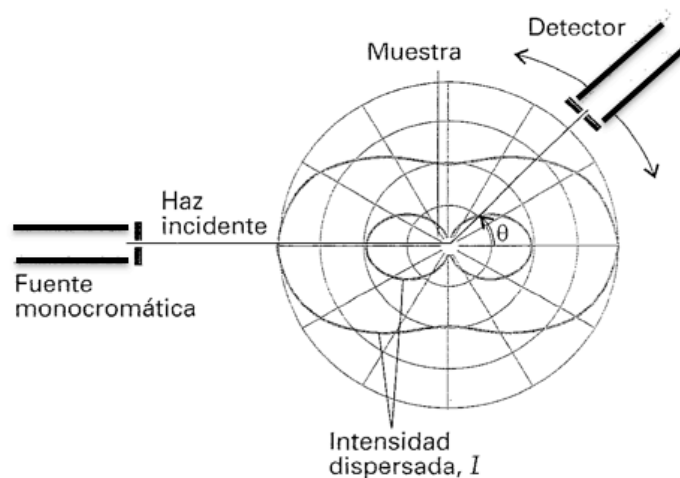 Muestra
Detector
Haz
incidente
θ
Fuente
monocromática
Intensidad
dispersada, I